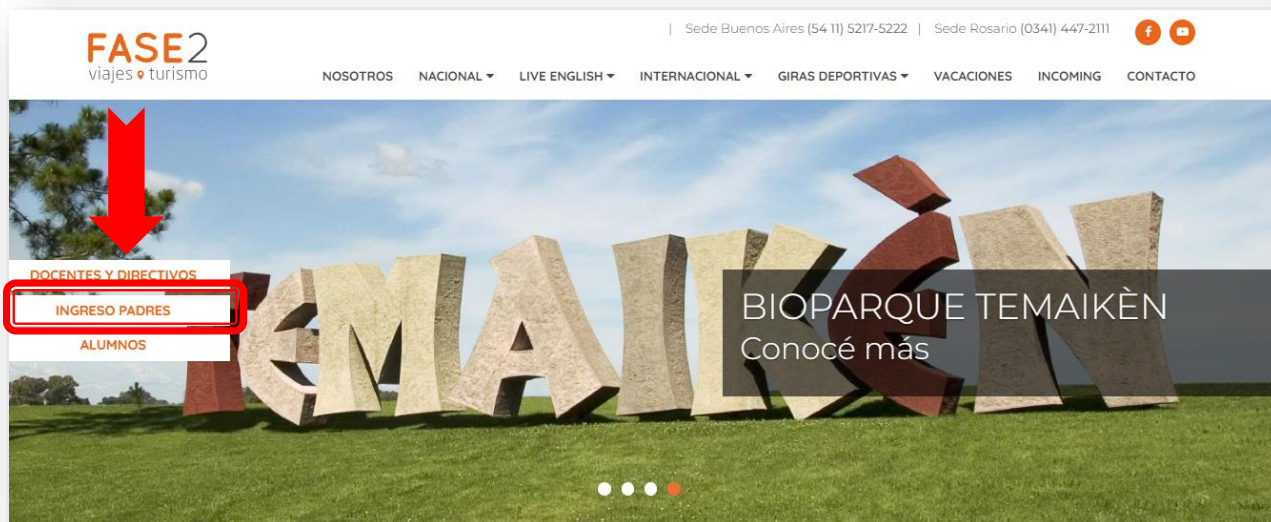 | Sede Buenos Aires (54 11) 5217-5222 | Sede Rosario (0341) 447-2111
FASE2
viajes turismo
NOSOTROS NACIONAL LIVE ENGLISH INTERNACIONAL GIRAS DEPORTIVAS VACACIONES INCOMING CONTACTO
DOCENTES Y DIRECTIVOS
INGRESO PADRES
ALUMNOS
TEMAIKÈN
BIOPARQUE TEMAIKÈN
Conocé más